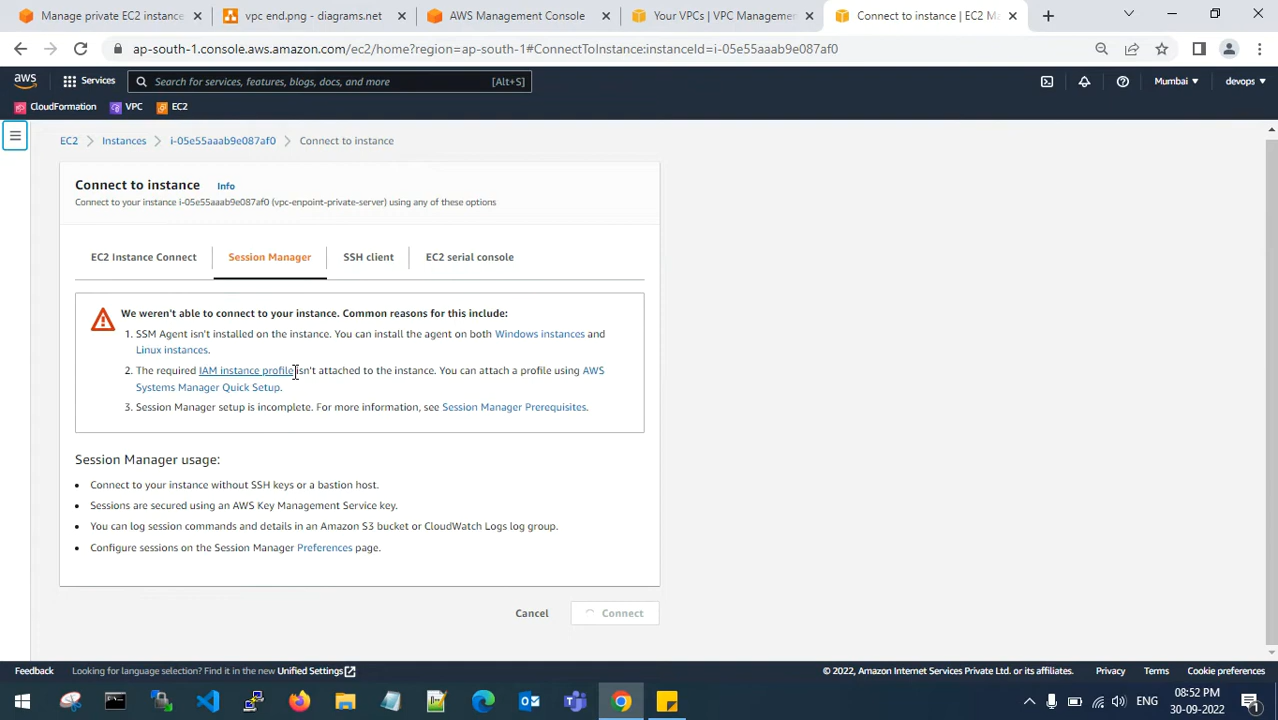 Manage private EC2 instance
vpc end.png - diagrams.net
AWS Management Console
Your VPCs | VPC Managemen
Connect to instance | EC2 Ma
ap-south-1.console.aws.amazon.com/ec2/home?region=ap-south-1#ConnectToInstance:instanceId=i-05e55aaab9e087af0
aws
Services
Search for services, features, blogs, docs, and more
[Alt+S]
Mumbai
devops
CloudFormation
VPC
EC2
EC2
Instances
i-05e55aaab9e087af0
Connect to instance
Connect to instance
Info
Connect to your instance i-05e55aaab9e087af0 (vpc-enpoint-private-server) using any of these options
EC2 Instance Connect
Session Manager
SSH client
EC2 serial console
We weren't able to connect to your instance. Common reasons for this include:
1. SSM Agent isn't installed on the instance. You can install the agent on both Windows instances and
Linux instances.
2. The required IAM instance profile isn't attached to the instance. You can attach a profile using AWS
Systems Manager Quick Setup.
3. Session Manager setup is incomplete. For more information, see Session Manager Prerequisites.
Session Manager usage:
• Connect to your instance without SSH keys or a bastion host.
• Sessions are secured using an AWS Key Management Service key.
• You can log session commands and details in an Amazon S3 bucket or CloudWatch Logs log group.
• Configure sessions on the Session Manager Preferences page.
Cancel
Connect
Feedback
Looking for language selection? Find it in the new Unified Settings
© 2022, Amazon Internet Services Private Ltd. or its affiliates.
Privacy
Terms
Cookie preferences
ENG
08:52 PM
30-09-2022
1